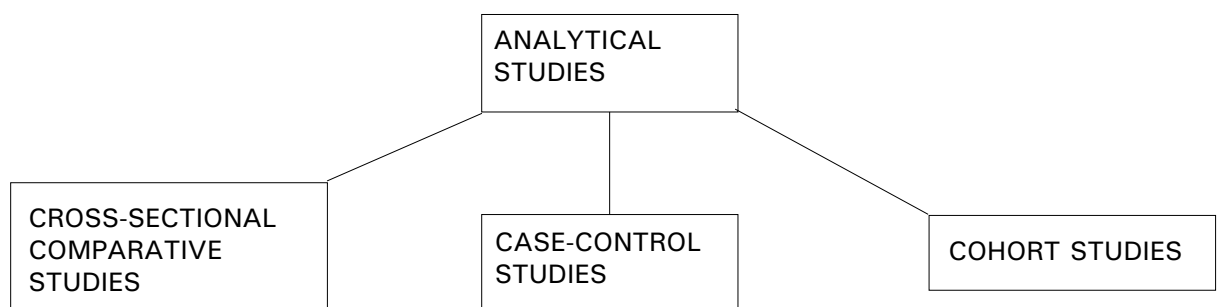 ANALYTICAL
STUDIES
CROSS-SECTIONAL
COMPARATIVE
STUDIES
CASE-CONTROL
STUDIES
COHORT STUDIES